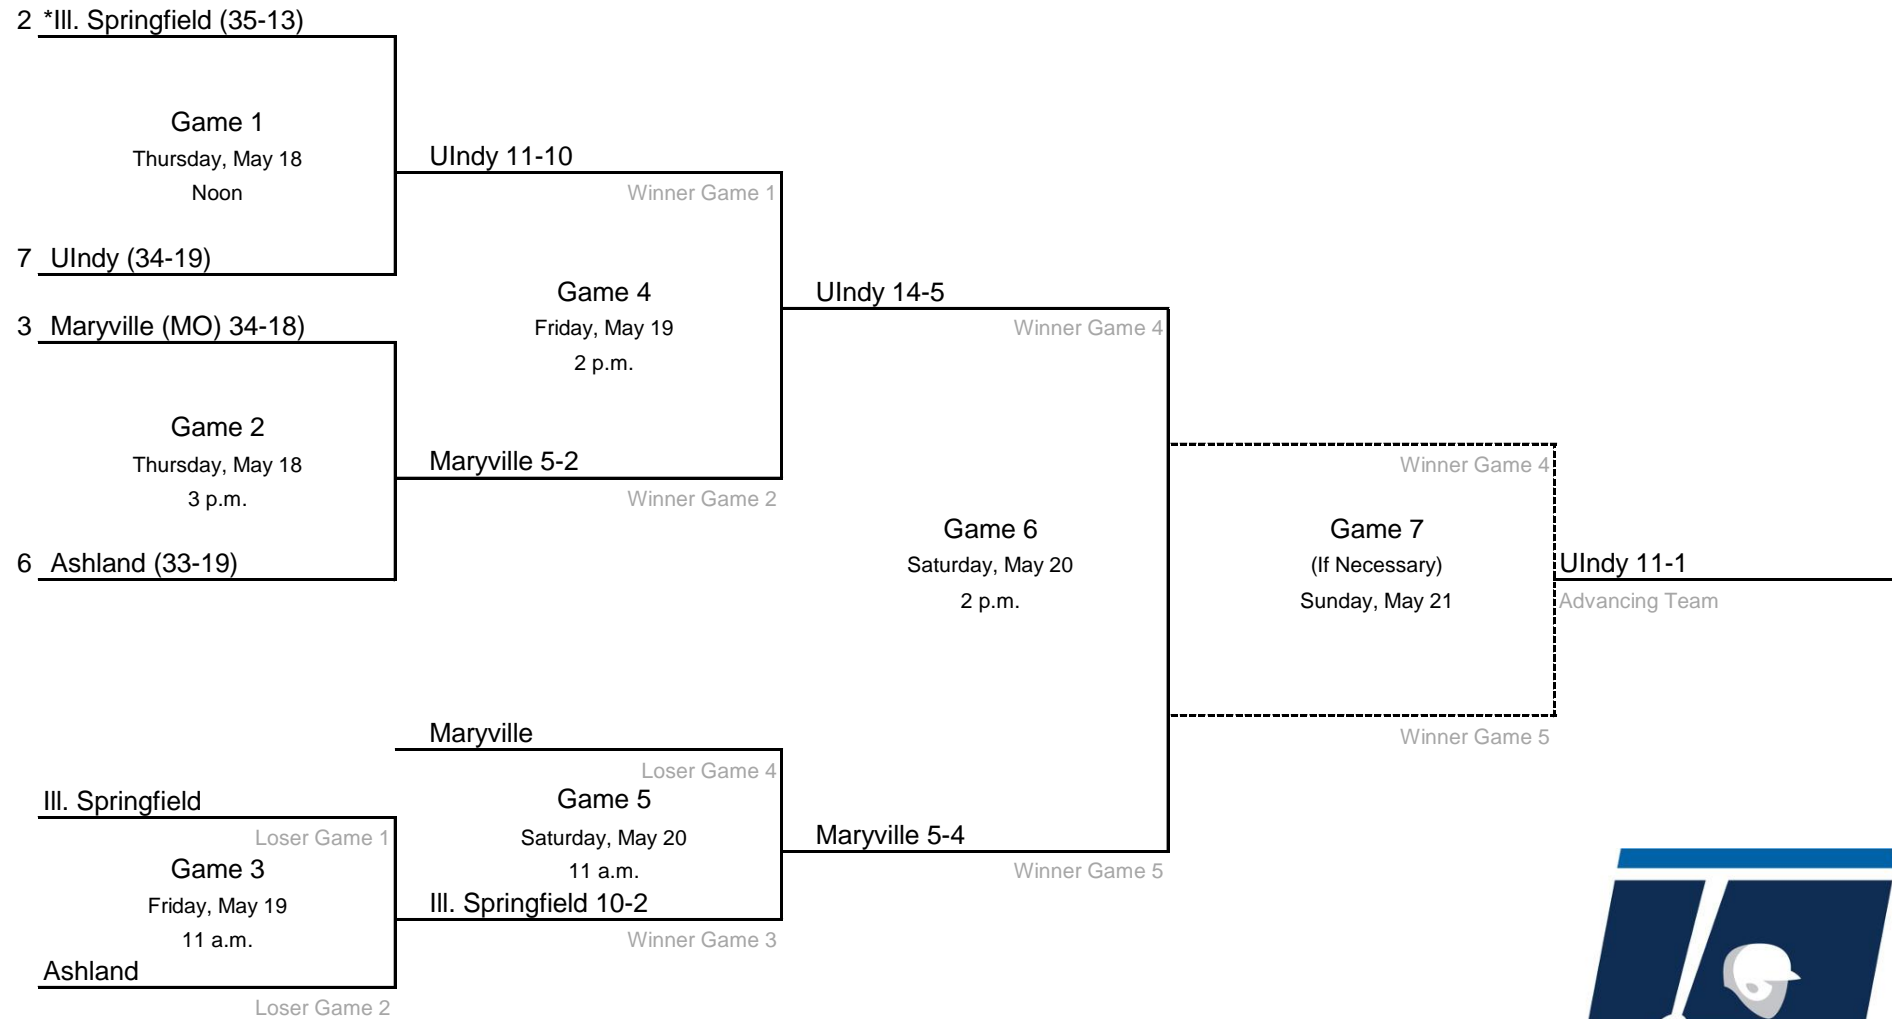 2 *Ill. Springfield (35-13)
Game 1
Thursday, May 18
Noon
7 UIndy (34-19)
UIndy 11-10
Winner Game 1
3 Maryville (MO) 34-18)
Game 2
Thursday, May 18
3 p.m.
6 Ashland (33-19)
Game 4
Friday, May 19
2 p.m.
Maryville 5-2
Winner Game 2
UIndy 14-5
Winner Game 4
Game 6
Saturday, May 20
2 p.m.
Winner Game 4
Game 7
(If Necessary)
Sunday, May 21
Winner Game 5
UIndy 11-1
Advancing Team
Maryville
Loser Game 4
Game 5
Saturday, May 20
11 a.m.
Ill. Springfield 10-2
Winner Game 3
Maryville 5-4
Winner Game 5
Ill. Springfield
Loser Game 1
Game 3
Friday, May 19
11 a.m.
Ashland
Loser Game 2